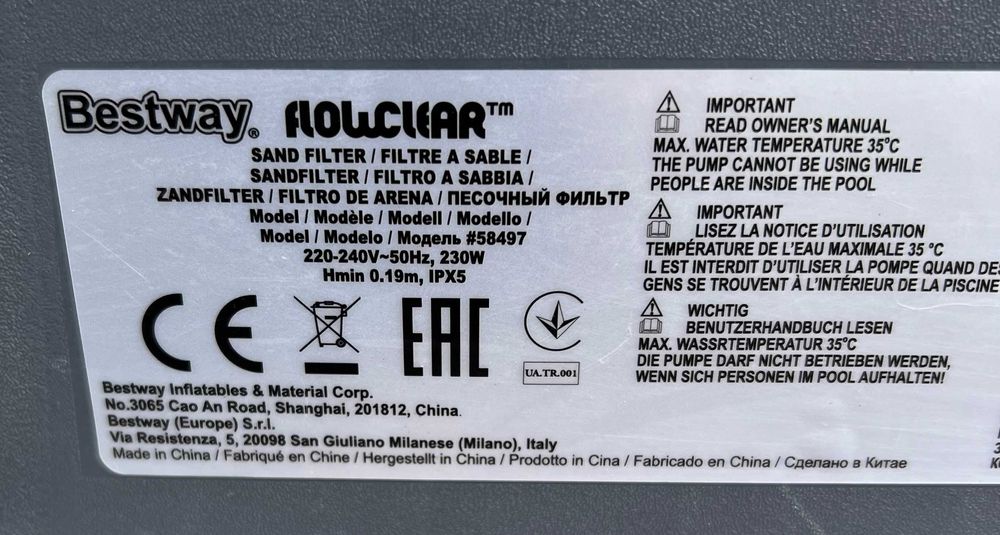 Bestway® FLOWCLEAR™
SAND FILTER / FILTRE A SABLE /
SANDFILTER / FILTRO A SABBIA /
ZANDFILTER / FILTRO DE ARENA / ПЕСОЧНЫЙ ФИЛЬТР
Model / Modèle / Modell / Modello /
Model / Modelo / Модель #58497
220-240V~50Hz, 230W
Hmin 0.19m, IPX5
CE
EAC
UA.TR.001
Bestway Inflatables & Material Corp.
No.3065 Cao An Road, Shanghai, 201812, China.
Bestway (Europe) S.r.l.
Via Resistenza, 5, 20098 San Giuliano Milanese (Milano), Italy
Made in China / Fabriqué en Chine / Hergestellt in China / Prodotto in Cina / Fabricado en China / Сделано в Китае
IMPORTANT
READ OWNER'S MANUAL
MAX. WATER TEMPERATURE 35°C
THE PUMP CANNOT BE USING WHILE
PEOPLE ARE INSIDE THE POOL
IMPORTANT
LISEZ LA NOTICE D'UTILISATION
TEMPÉRATURE DE L'EAU MAXIMALE 35 °C
IL EST INTERDIT D'UTILISER LA POMPE QUAND
GENS SE TROUVENT À L'INTÉRIEUR DE LA PISCINE
WICHTIG
BENUTZERHANDBUCH LESEN
MAX. WASSRTEMPERATUR 35°C
DIE PUMPE DARF NICHT BETRIEBEN WERDEN,
WENN SICH PERSONEN IM POOL AUFHALTEN!